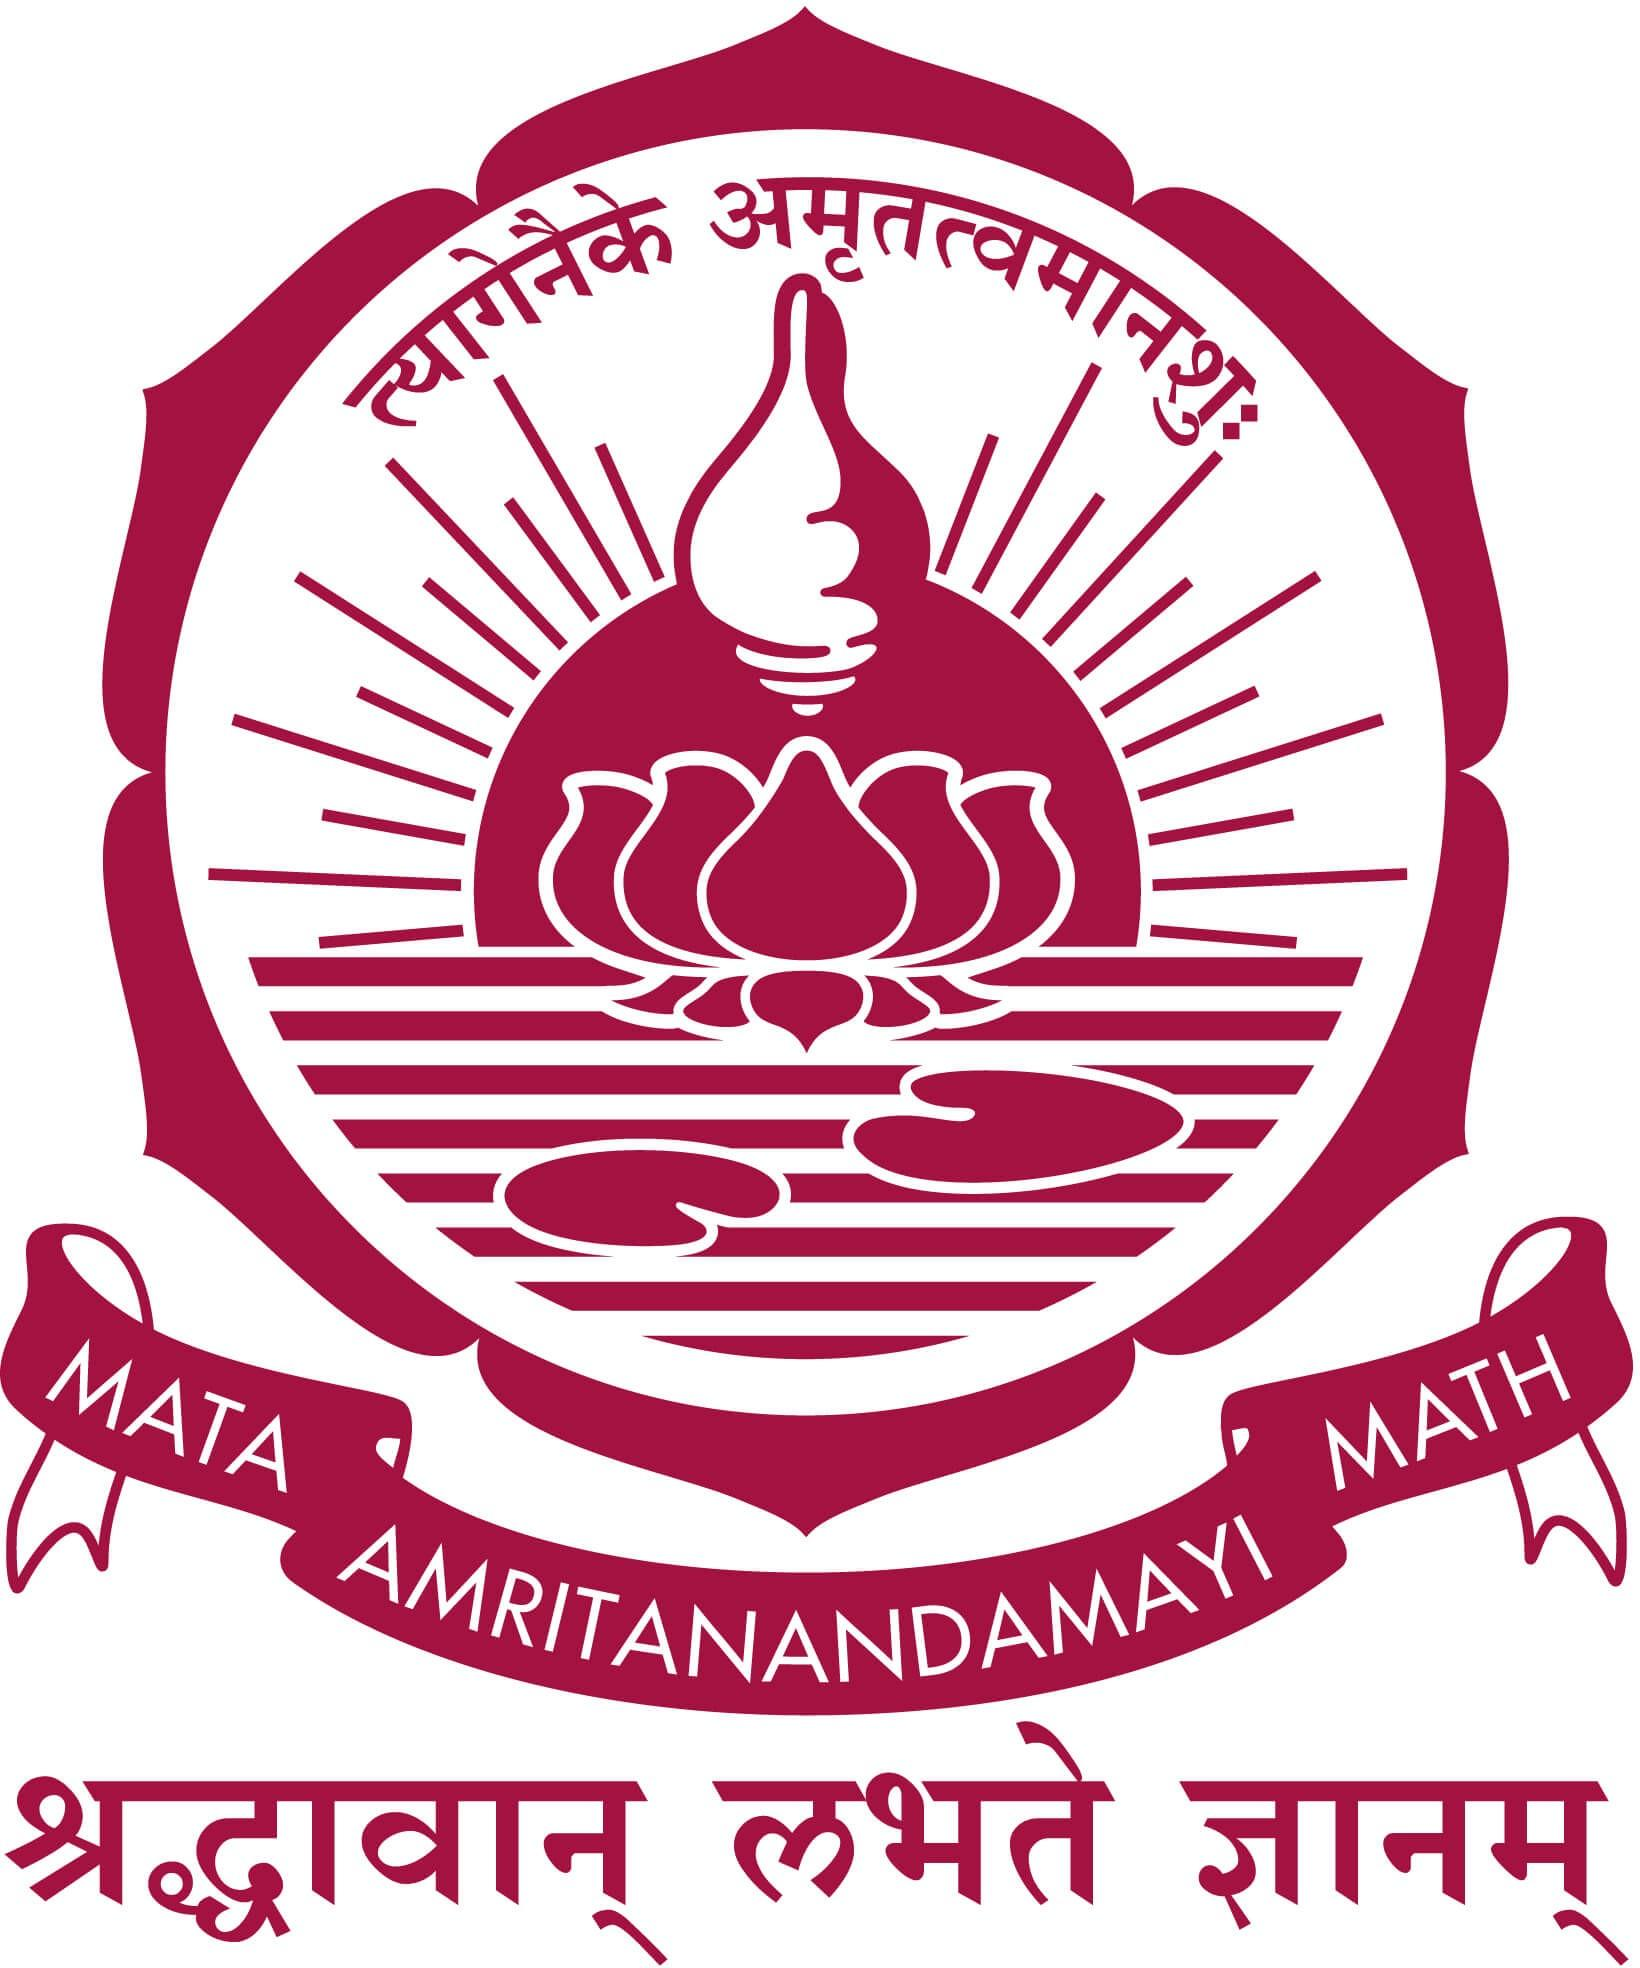 त्यागेनैके अमृतत्वमानशुः
MATA AMRITANANDAMAYI MATH
श्रद्धावान् लभते ज्ञानम्